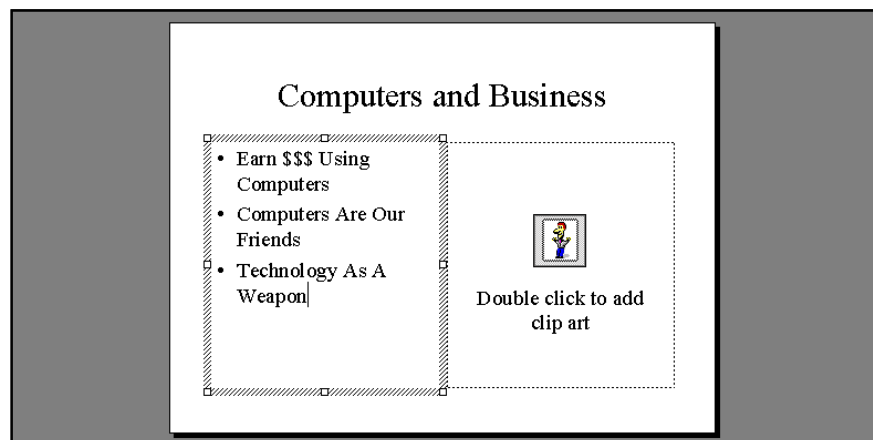 Computers and Business
• Earn $$$ Using
Computers
• Computers Are Our
Friends
• Technology As A
Weapon
Double click to add
clip art